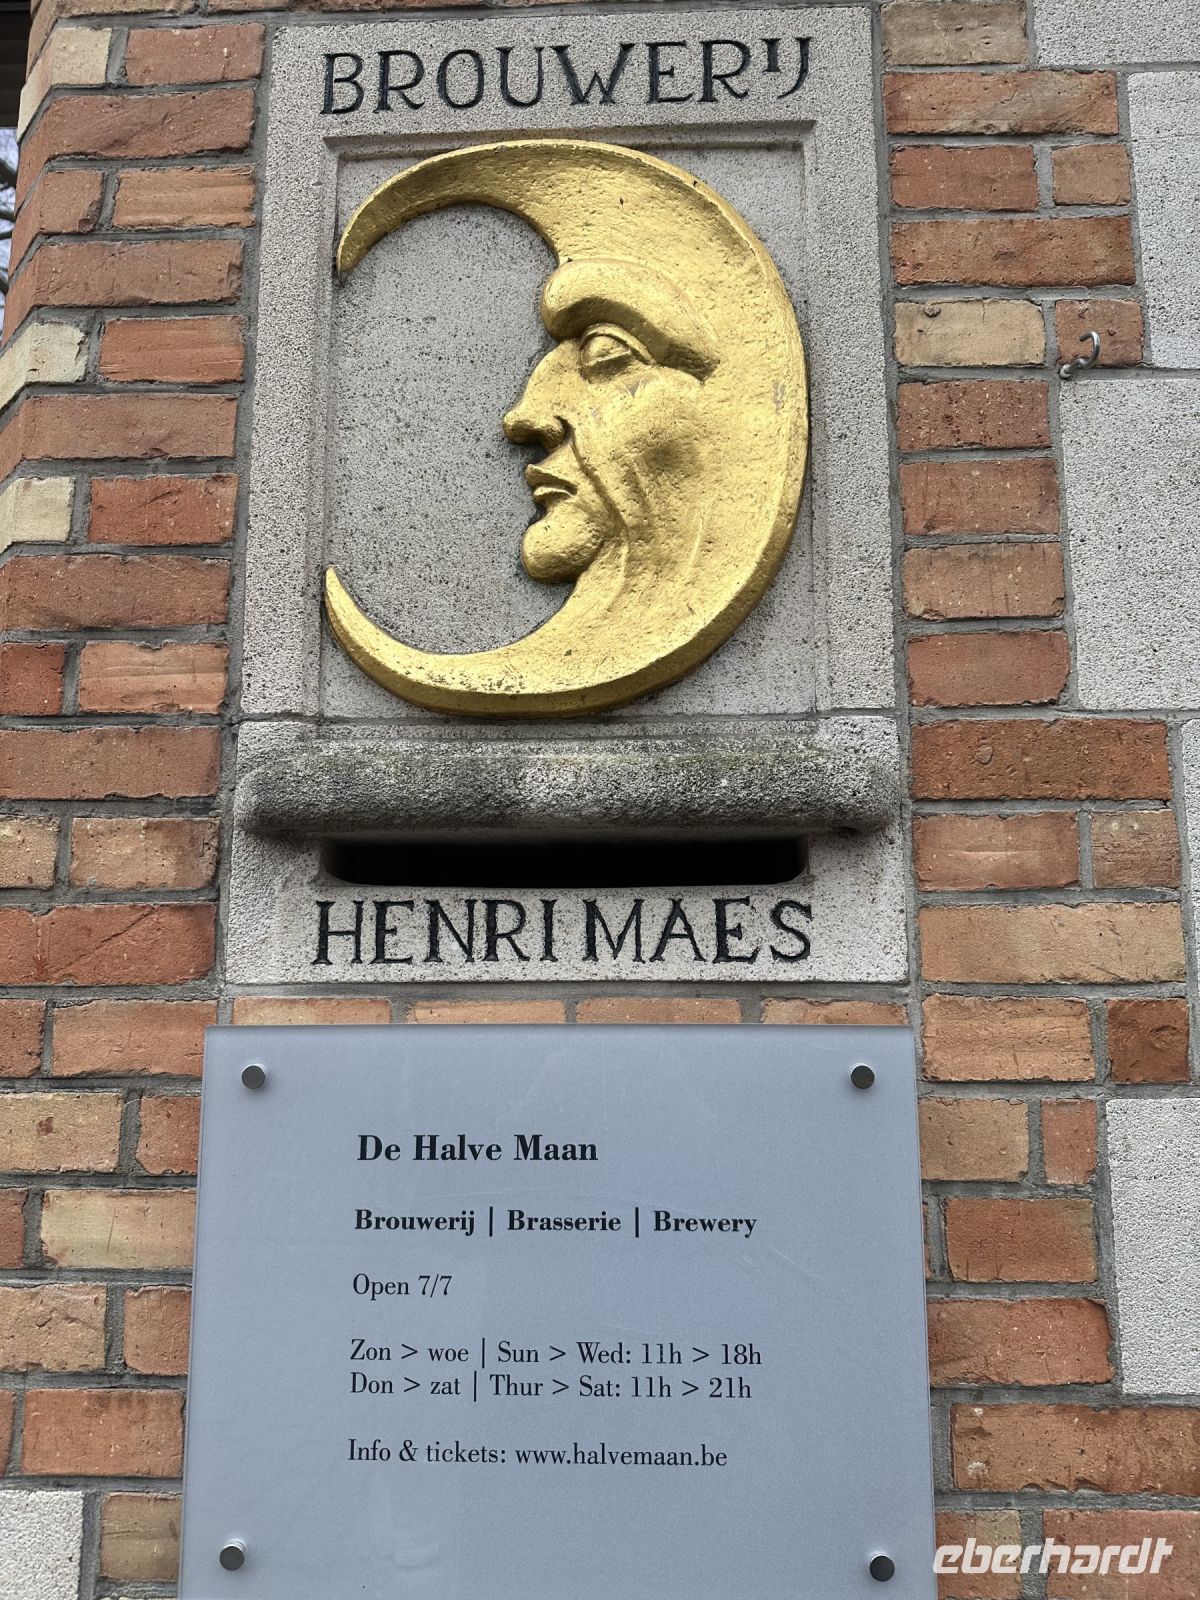 BROUWERIJ
HENRI MAES
De Halve Maan
Brouwerij | Brasserie | Brewery
Open 7/7
Zon > woe | Sun > Wed: 11h > 18h
Don > zat | Thur > Sat: 11h > 21h
Info & tickets: www.halvemaan.be
eberhardt